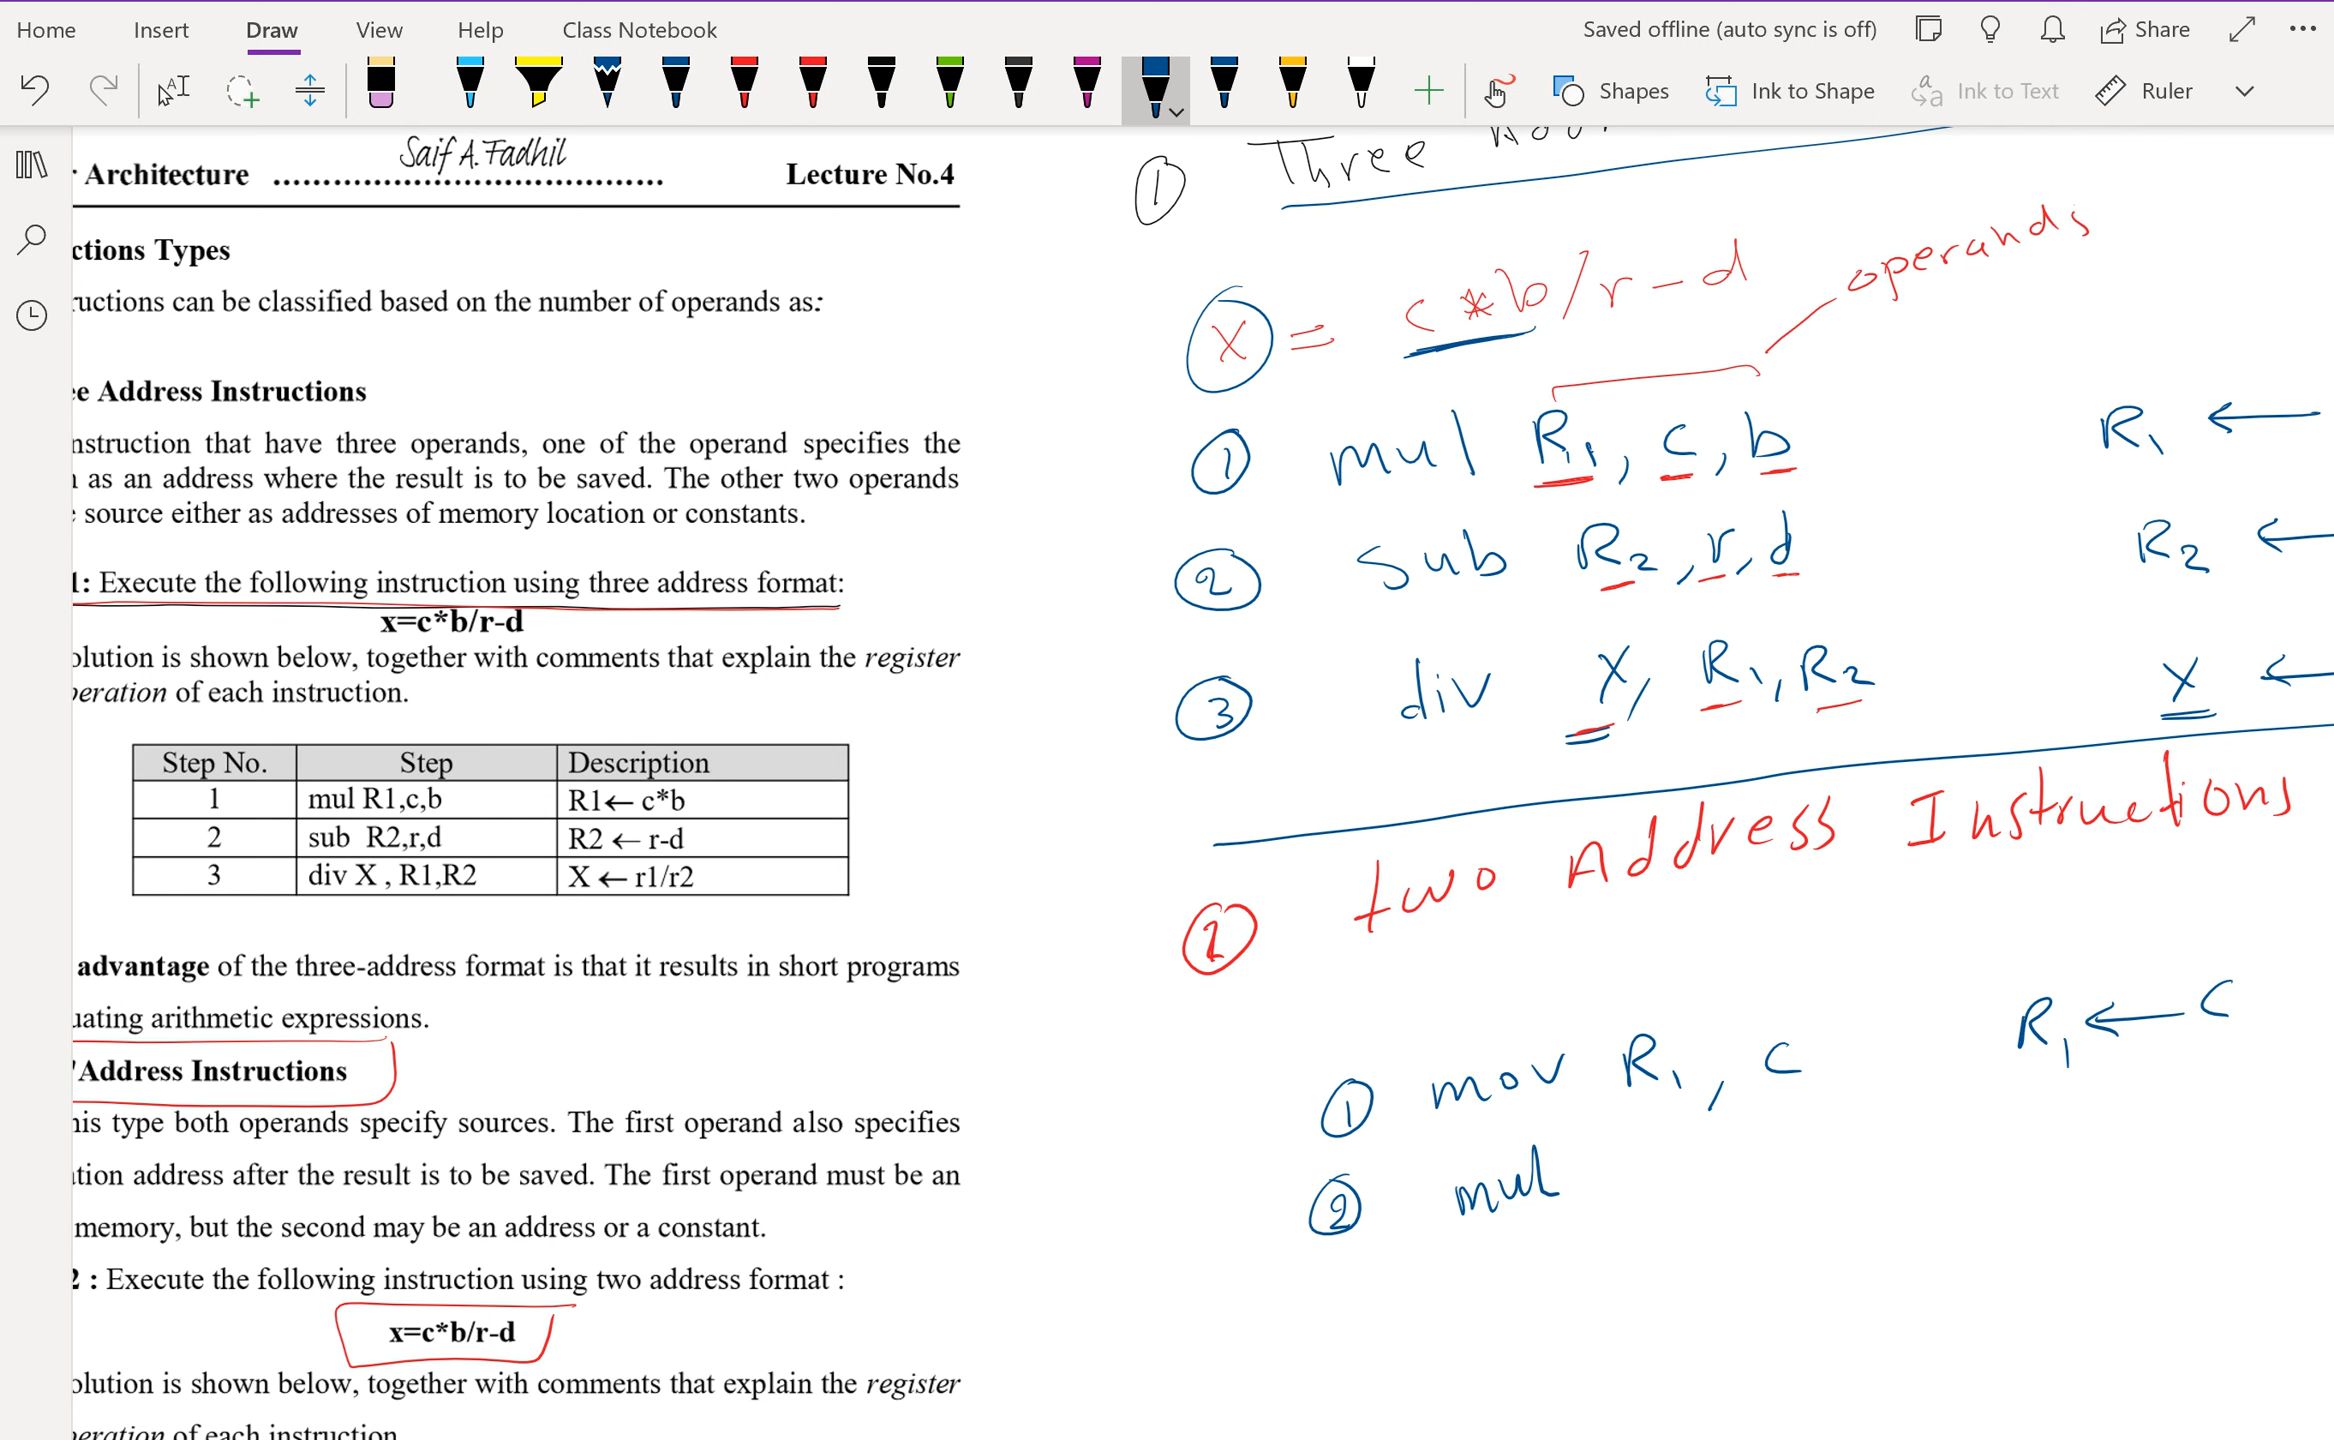 Home Insert Draw View Help Class Notebook Saved offline (auto sync is off) Share
Shapes Ink to Shape Ink to Text Ruler
Saif A. Fadhil
Architecture ........................................ Lecture No.4
ctions Types
ructions can be classified based on the number of operands as:
ee Address Instructions
nstruction that have three operands, one of the operand specifies the
as an address where the result is to be saved. The other two operands
source either as addresses of memory location or constants.
1: Execute the following instruction using three address format:
x=c*b/r-d
olution is shown below, together with comments that explain the register
peration of each instruction.
Step No. Step Description
1 mul R1,c,b R1← c*b
2 sub R2,r,d R2 ← r-d
3 div X , R1,R2 X ← r1/r2
advantage of the three-address format is that it results in short programs
uating arithmetic expressions.
Address Instructions
his type both operands specify sources. The first operand also specifies
tion address after the result is to be saved. The first operand must be an
memory, but the second may be an address or a constant.
2 : Execute the following instruction using two address format :
x=c*b/r-d
olution is shown below, together with comments that explain the register
peration of each instruction
1 Three
X = c*b/r-d operands
1 mul R1, c, b R1 ←
2 sub R2, r, d R2 ←
3 div X, R1, R2 X ←
2 two Address Instructions
1 mov R1, c R1 ← c
2 mul